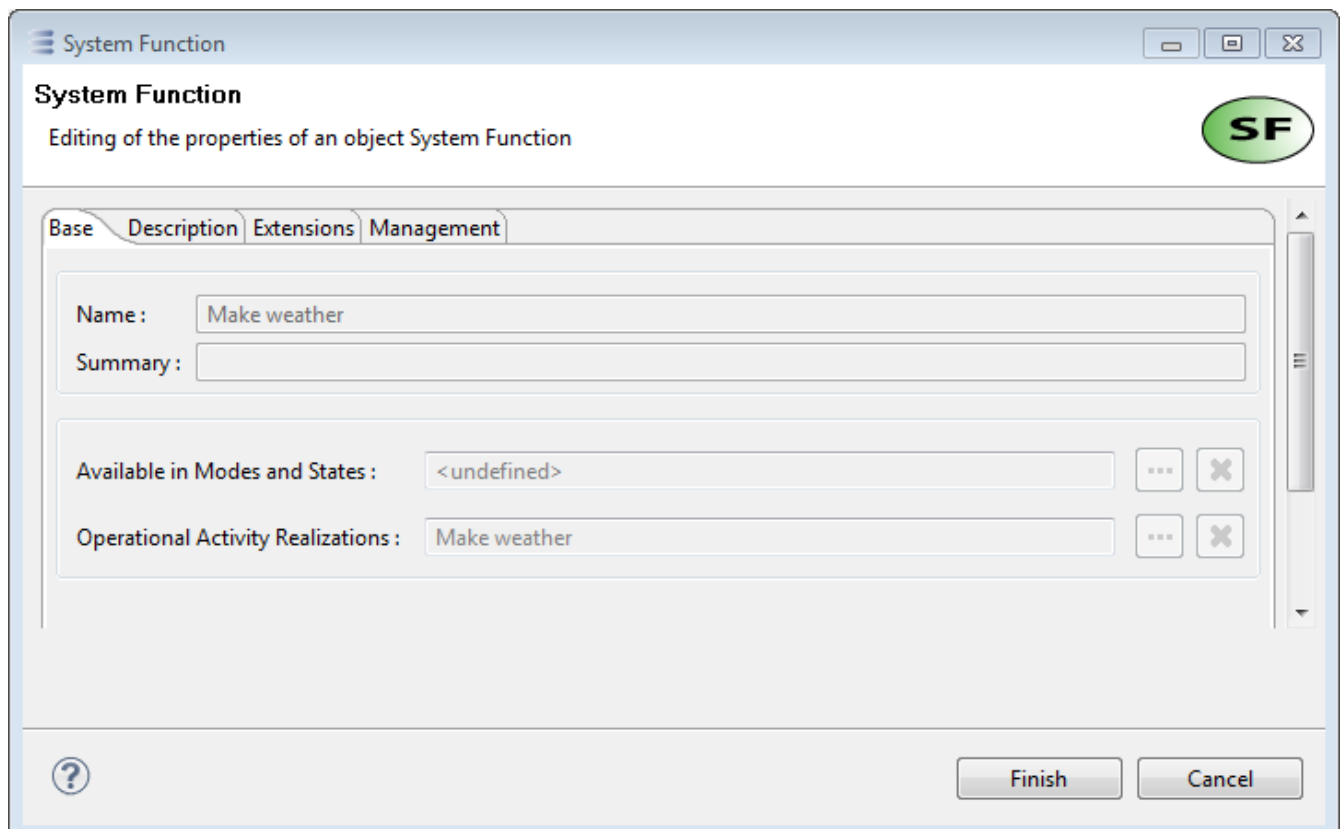 System Function
System Function
Editing of the properties of an object System Function
SF
Base Description Extensions Management
Name : Make weather
Summary :
Available in Modes and States : <undefined> ...
Operational Activity Realizations : Make weather ...
? Finish Cancel